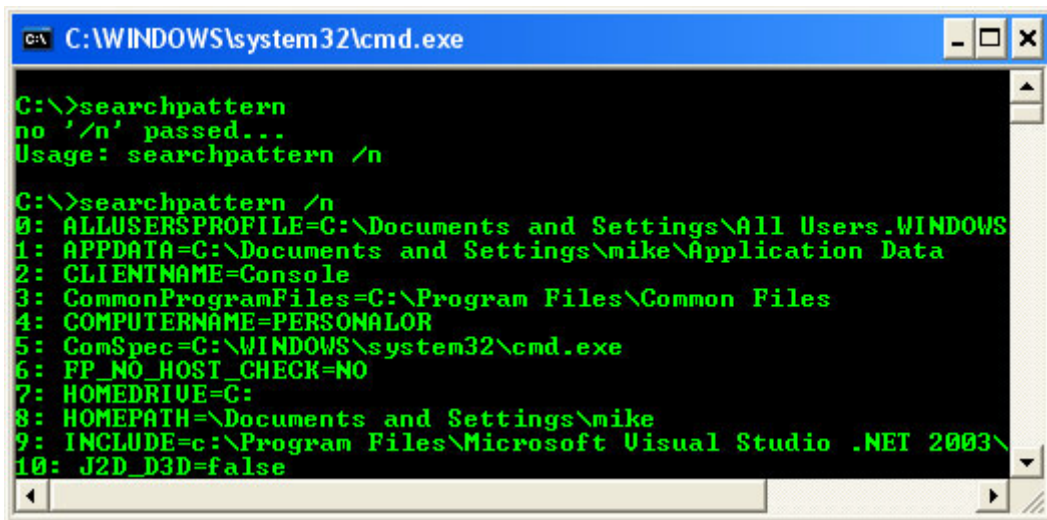 C:\WINDOWS\system32\cmd.exe
C:\>searchpattern
no '/n' passed...
Usage: searchpattern /n
C:\>searchpattern /n
0: ALLUSERSPROFILE=C:\Documents and Settings\All Users.WINDOWS
1: APPDATA=C:\Documents and Settings\mike\Application Data
2: CLIENTNAME=Console
3: CommonProgramFiles=C:\Program Files\Common Files
4: COMPUTERNAME=PERSONALOR
5: ComSpec=C:\WINDOWS\system32\cmd.exe
6: FP_NO_HOST_CHECK=NO
7: HOMEDRIVE=C:
8: HOMEPATH=\Documents and Settings\mike
9: INCLUDE=c:\Program Files\Microsoft Visual Studio .NET 2003\
10: J2D_D3D=false